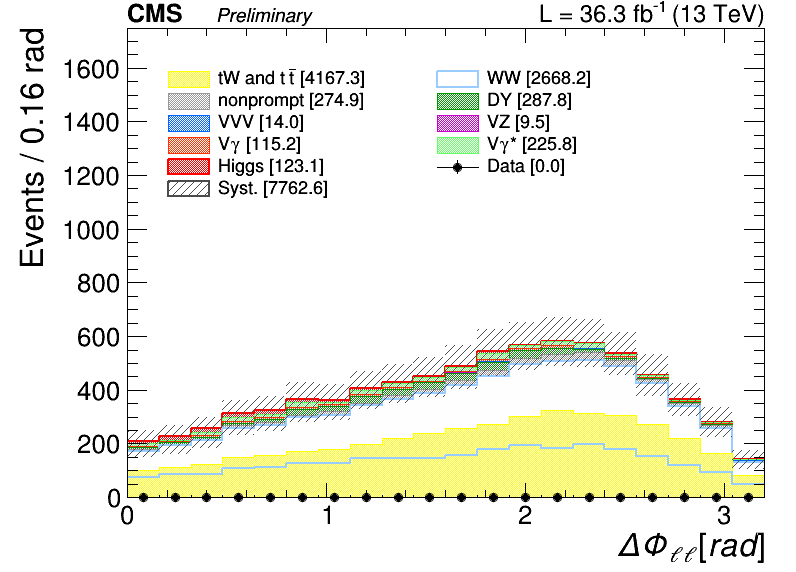 CMS Preliminary L = 36.3 fb⁻¹ (13 TeV)
Events / 0.16 rad
1600
1400
1200
1000
800
600
400
200
0
tW and tt̄ [4167.3]
nonprompt [274.9]
VVV [14.0]
Vγ [115.2]
Higgs [123.1]
Syst. [7762.6]
WW [2668.2]
DY [287.8]
VZ [9.5]
Vγ* [225.8]
Data [0.0]
0 1 2 3
ΔΦℓℓ[rad]